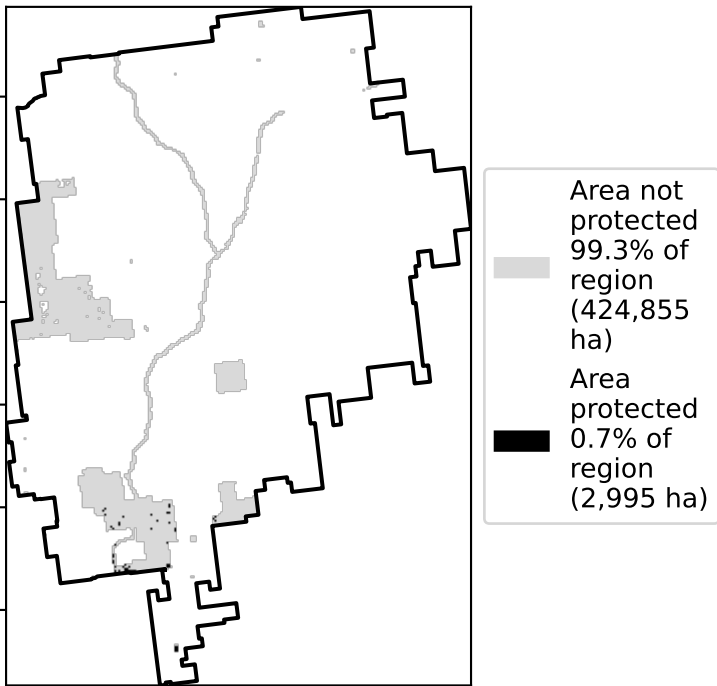 Area not
protected
99.3% of
region
(424,855
ha)
Area
protected
0.7% of
region
(2,995 ha)